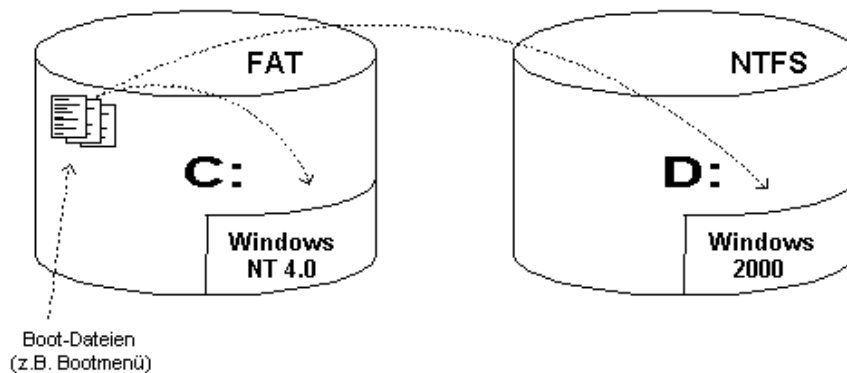 FAT
NTFS
C:
D:
Windows
NT 4.0
Windows
2000
Boot-Dateien
(z.B. Bootmenü)